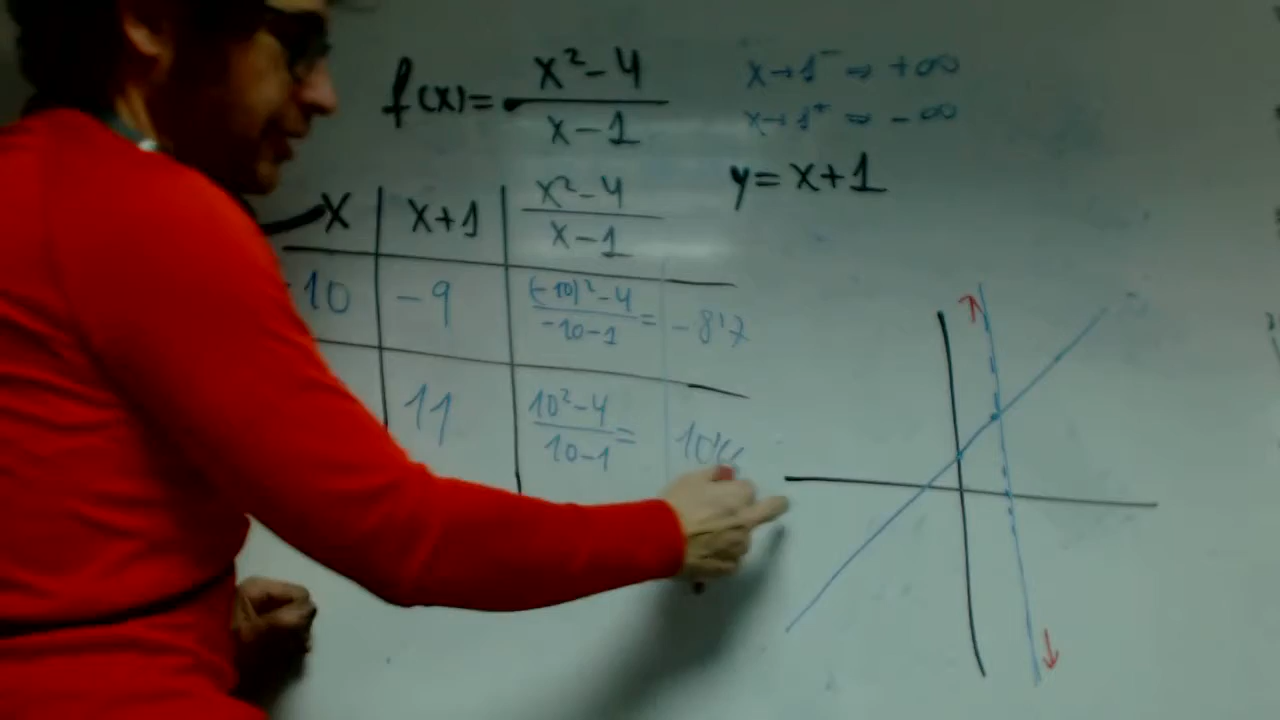 f(x) = (x² - 4)/(x - 1)
x→1⁻ ⇒ +∞
x→1⁺ ⇒ -∞
y = x+1
x | x+1 | (x² - 4)/(x - 1)
-10 | -9 | ((-10)² - 4)/(-10-1) = -8'7
11 | (10² - 4)/(10-1) =